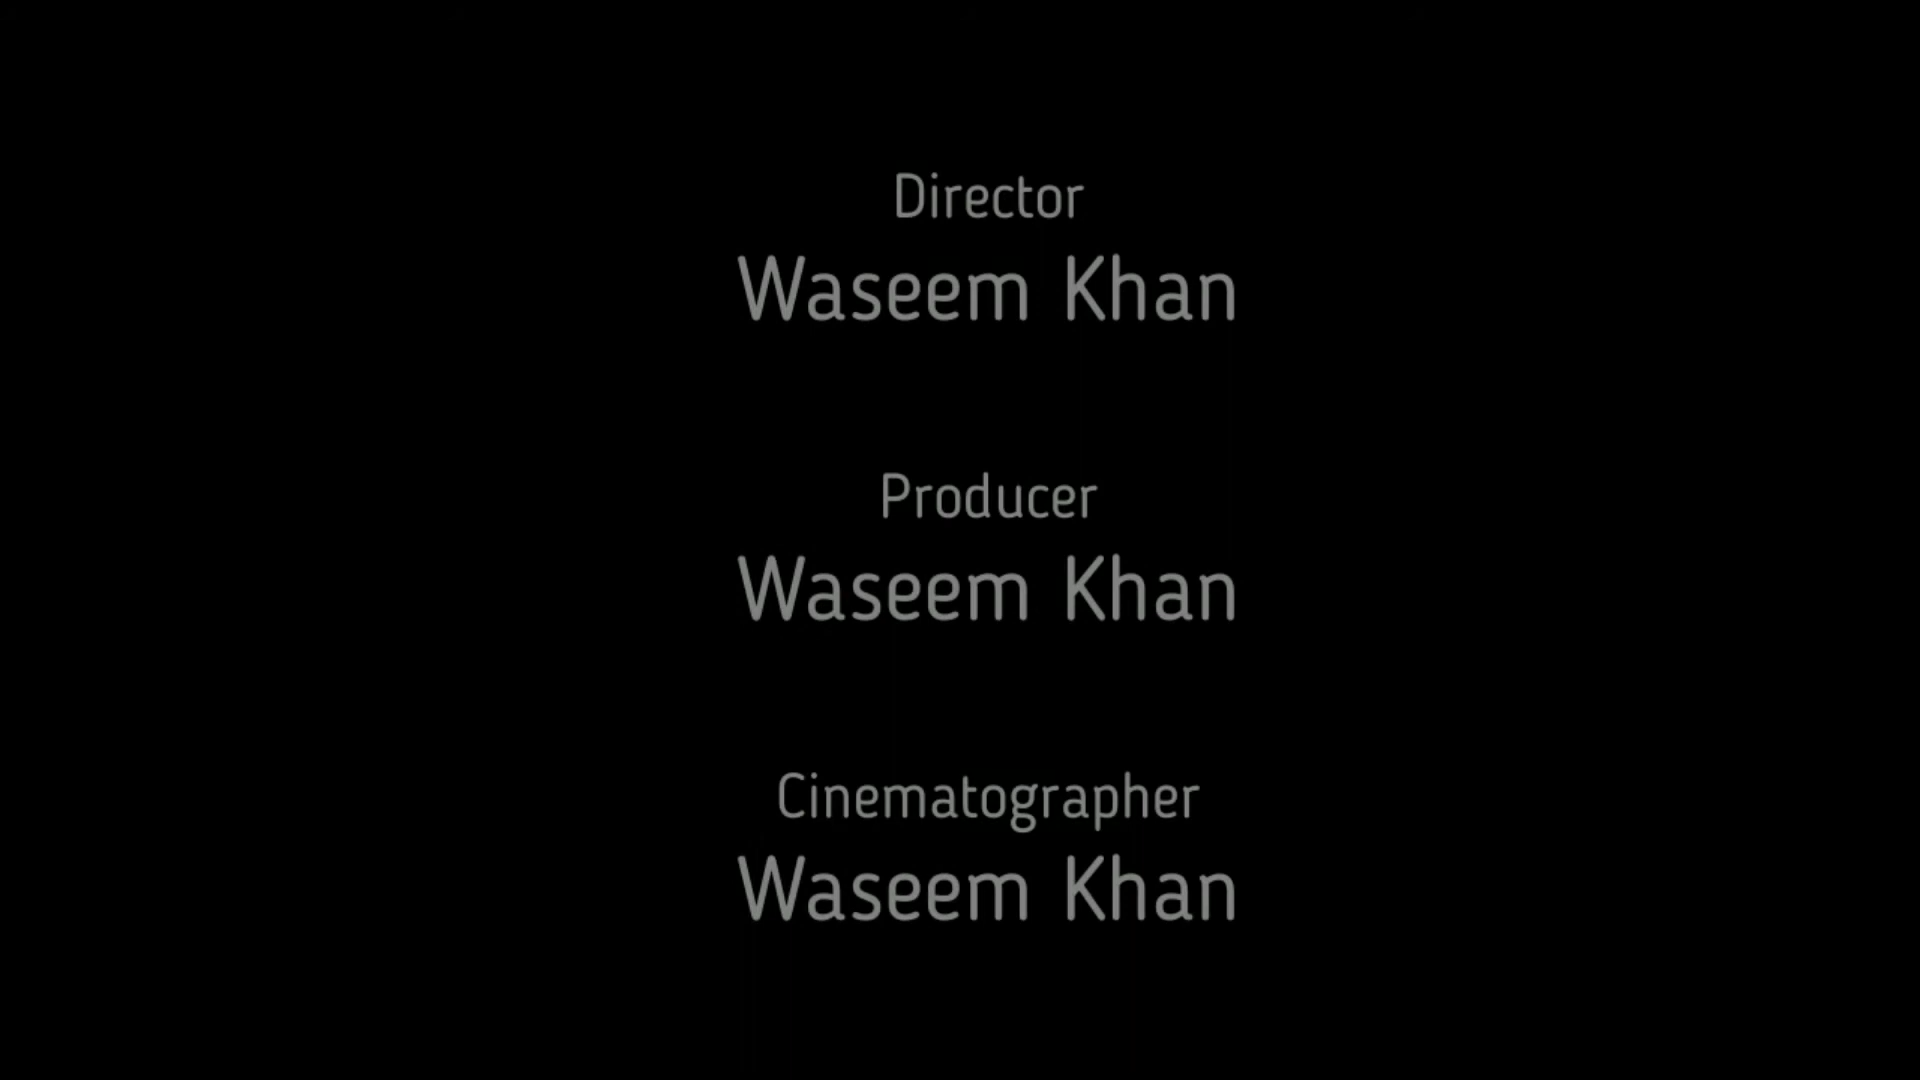 Director
Waseem Khan
Producer
Waseem Khan
Cinematographer
Waseem Khan